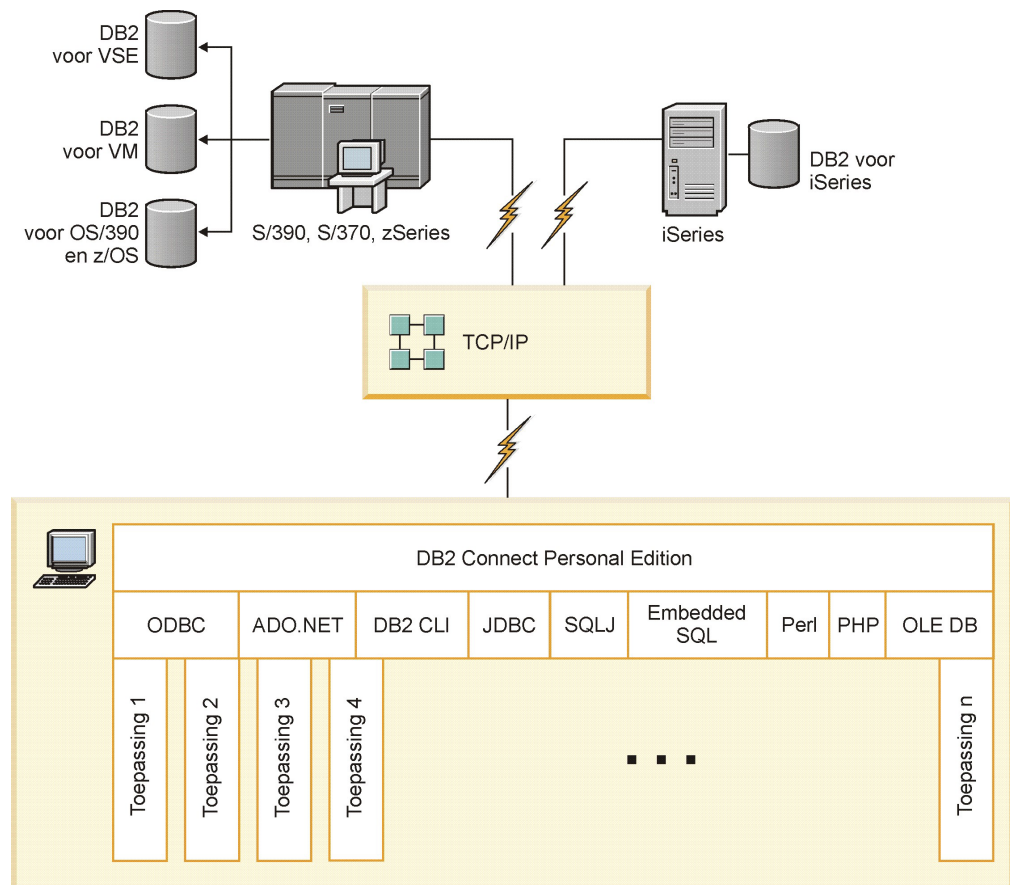 DB2
voor VSE
DB2
voor VM
DB2
voor OS/390
en z/OS
S/390, S/370, zSeries
iSeries
DB2 voor
iSeries
TCP/IP
DB2 Connect Personal Edition
ODBC
ADO.NET
DB2 CLI
JDBC
SQLJ
Embedded
SQL
Perl
PHP
OLE DB
Toepassing 1
Toepassing 2
Toepassing 3
Toepassing 4
Toepassing n